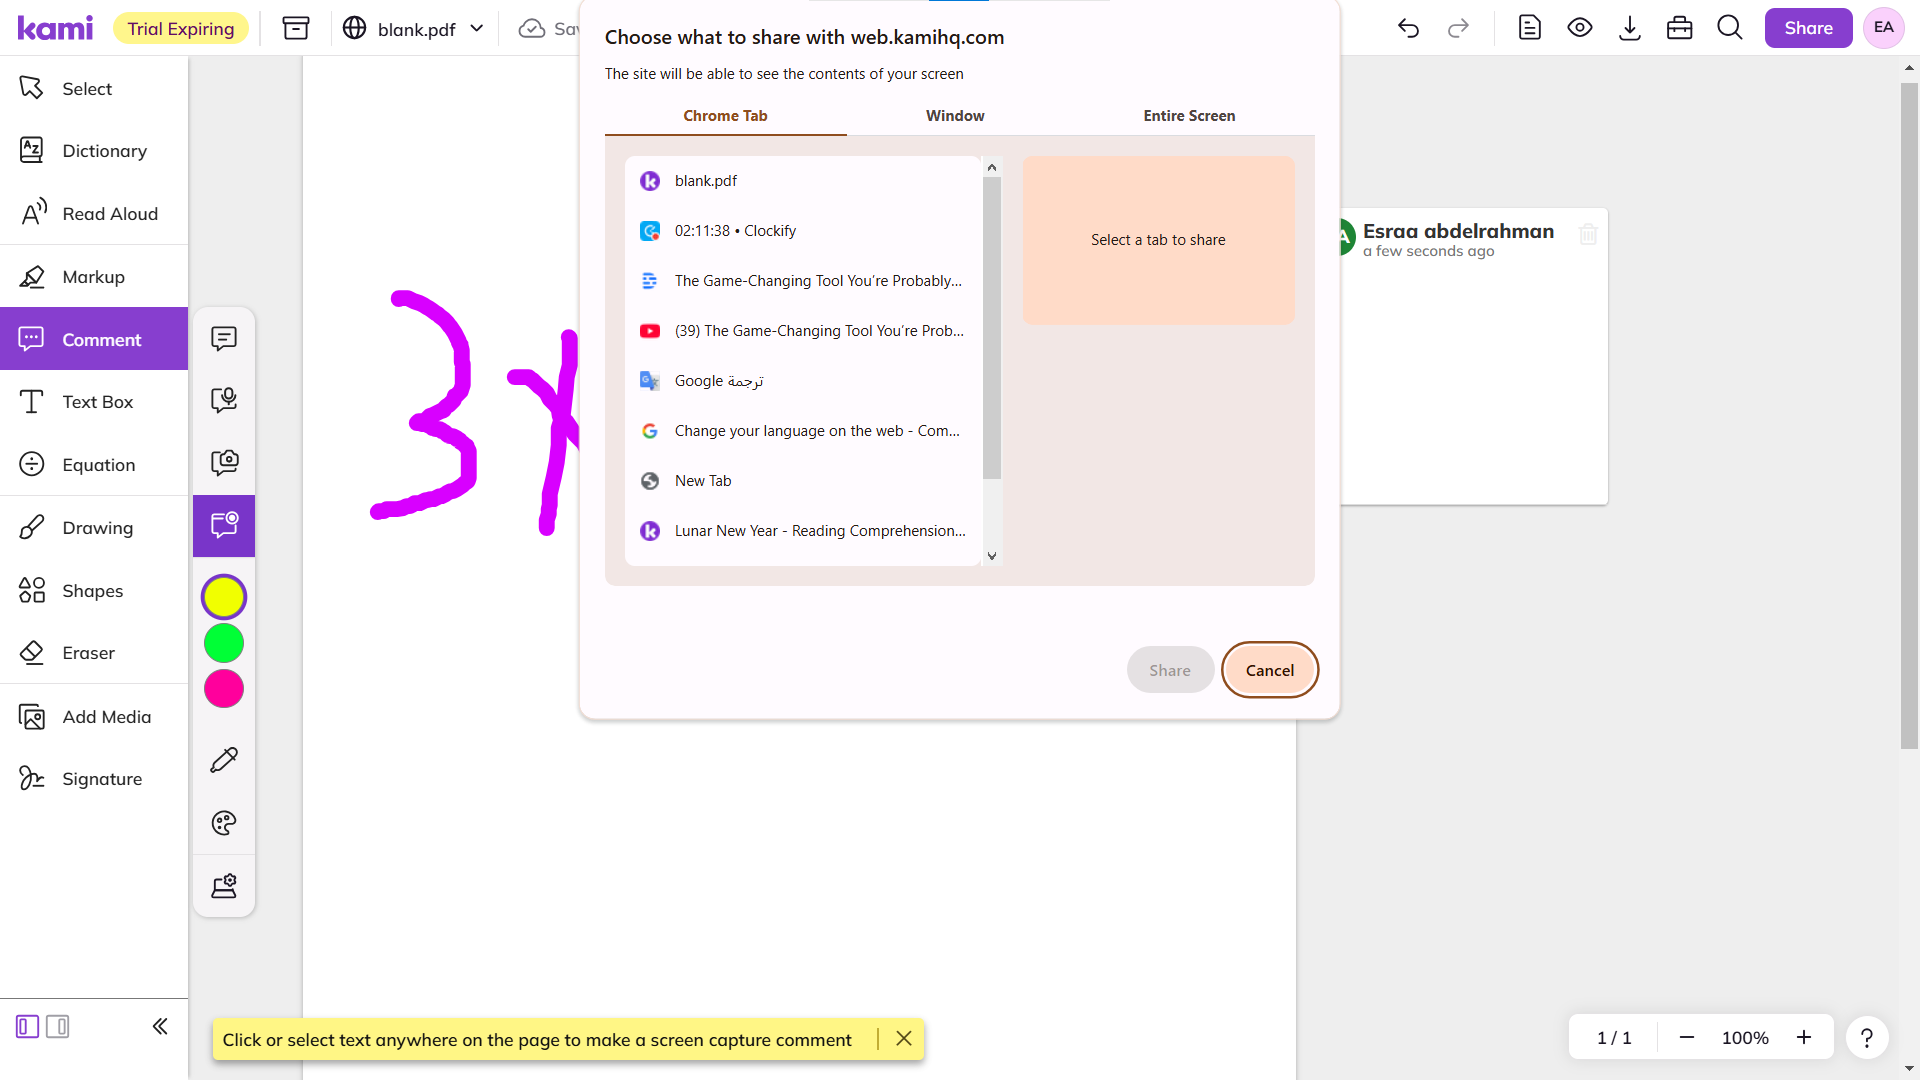 kami
Trial Expiring
blank.pdf
Choose what to share with web.kamihq.com
The site will be able to see the contents of your screen
Chrome Tab
Window
Entire Screen
blank.pdf
02:11:38 • Clockify
The Game-Changing Tool You're Probably...
(39) The Game-Changing Tool You're Prob...
Google ترجمة
Change your language on the web - Com...
New Tab
Lunar New Year - Reading Comprehension...
Select a tab to share
Share
Cancel
Share
EA
Select
Dictionary
Read Aloud
Markup
Comment
Text Box
Equation
Drawing
Shapes
Eraser
Add Media
Signature
3x
Esraa abdelrahman
a few seconds ago
Click or select text anywhere on the page to make a screen capture comment
1 / 1
100%
?